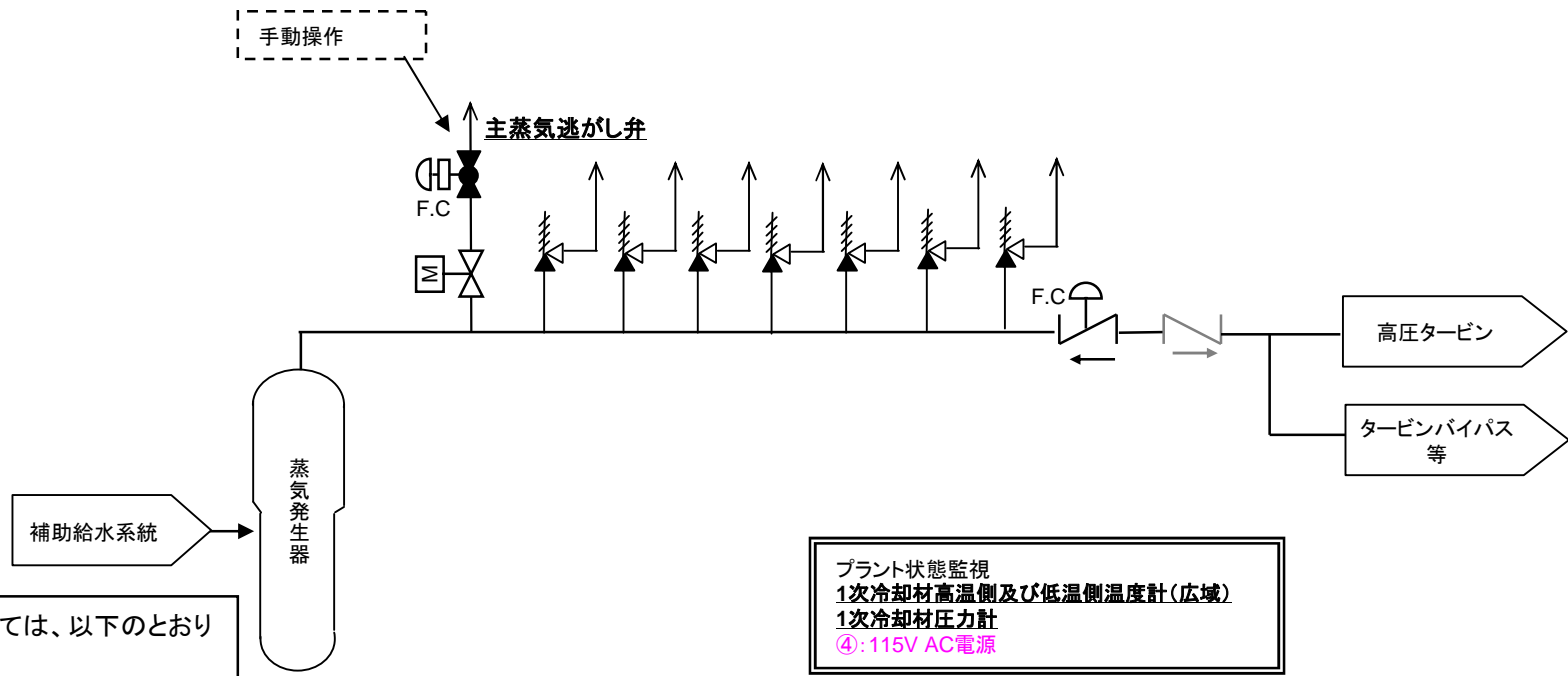 手動操作
主蒸気逃がし弁
F.C
M
F.C
高圧タービン
タービンバイパス
等
蒸気発生器
補助給水系統
ては、以下のとおり
プラント状態監視
1次冷却材高温側及び低温側温度計(広域)
1次冷却材圧力計
④:115V AC電源